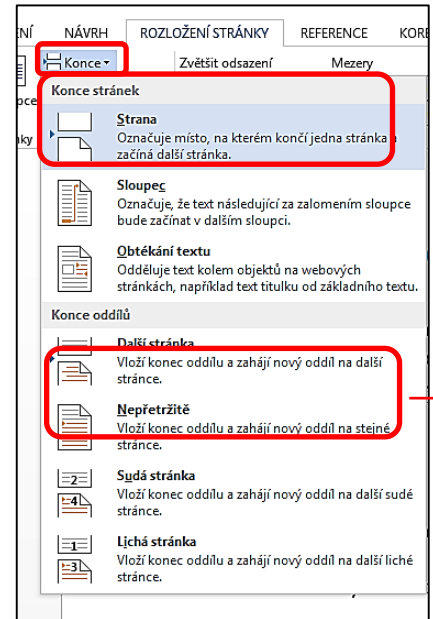 NÍ NÁVRH ROZLOŽENÍ STRÁNKY REFERENCE KORE
Konce Zvětšit odsazení Mezery
Konce stránek
Strana
Označuje místo, na kterém končí jedna stránka a
začíná další stránka.
Sloupec
Označuje, že text následující za zalomením sloupce
bude začínat v dalším sloupci.
Obtékání textu
Odděluje text kolem objektů na webových
stránkách, například text titulku od základního textu.
Konce oddílů
Další stránka
Vloží konec oddílu a zahájí nový oddíl na další
stránce.
Nepřetržitě
Vloží konec oddílu a zahájí nový oddíl na stejné
stránce.
Sudá stránka
Vloží konec oddílu a zahájí nový oddíl na další sudé
stránce.
Lichá stránka
Vloží konec oddílu a zahájí nový oddíl na další liché
stránce.